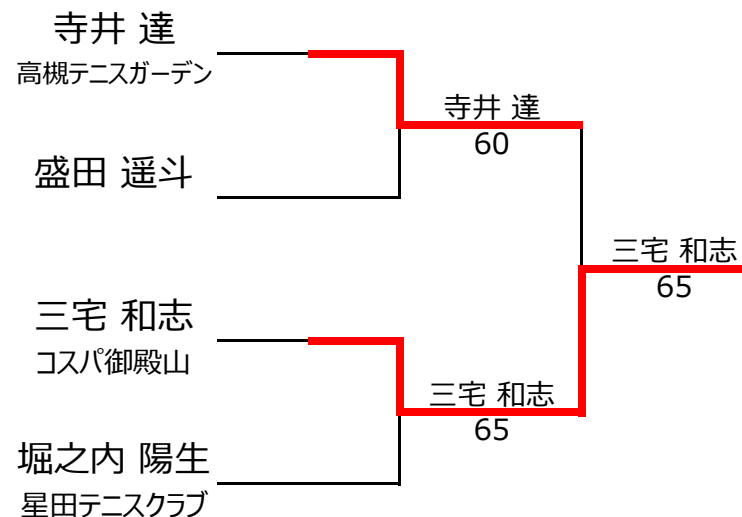 寺井 達
高槻テニスガーデン
寺井 達
60
盛田 遥斗
三宅 和志
65
三宅 和志
コスパ御殿山
三宅 和志
65
堀之内 陽生
星田テニスクラブ